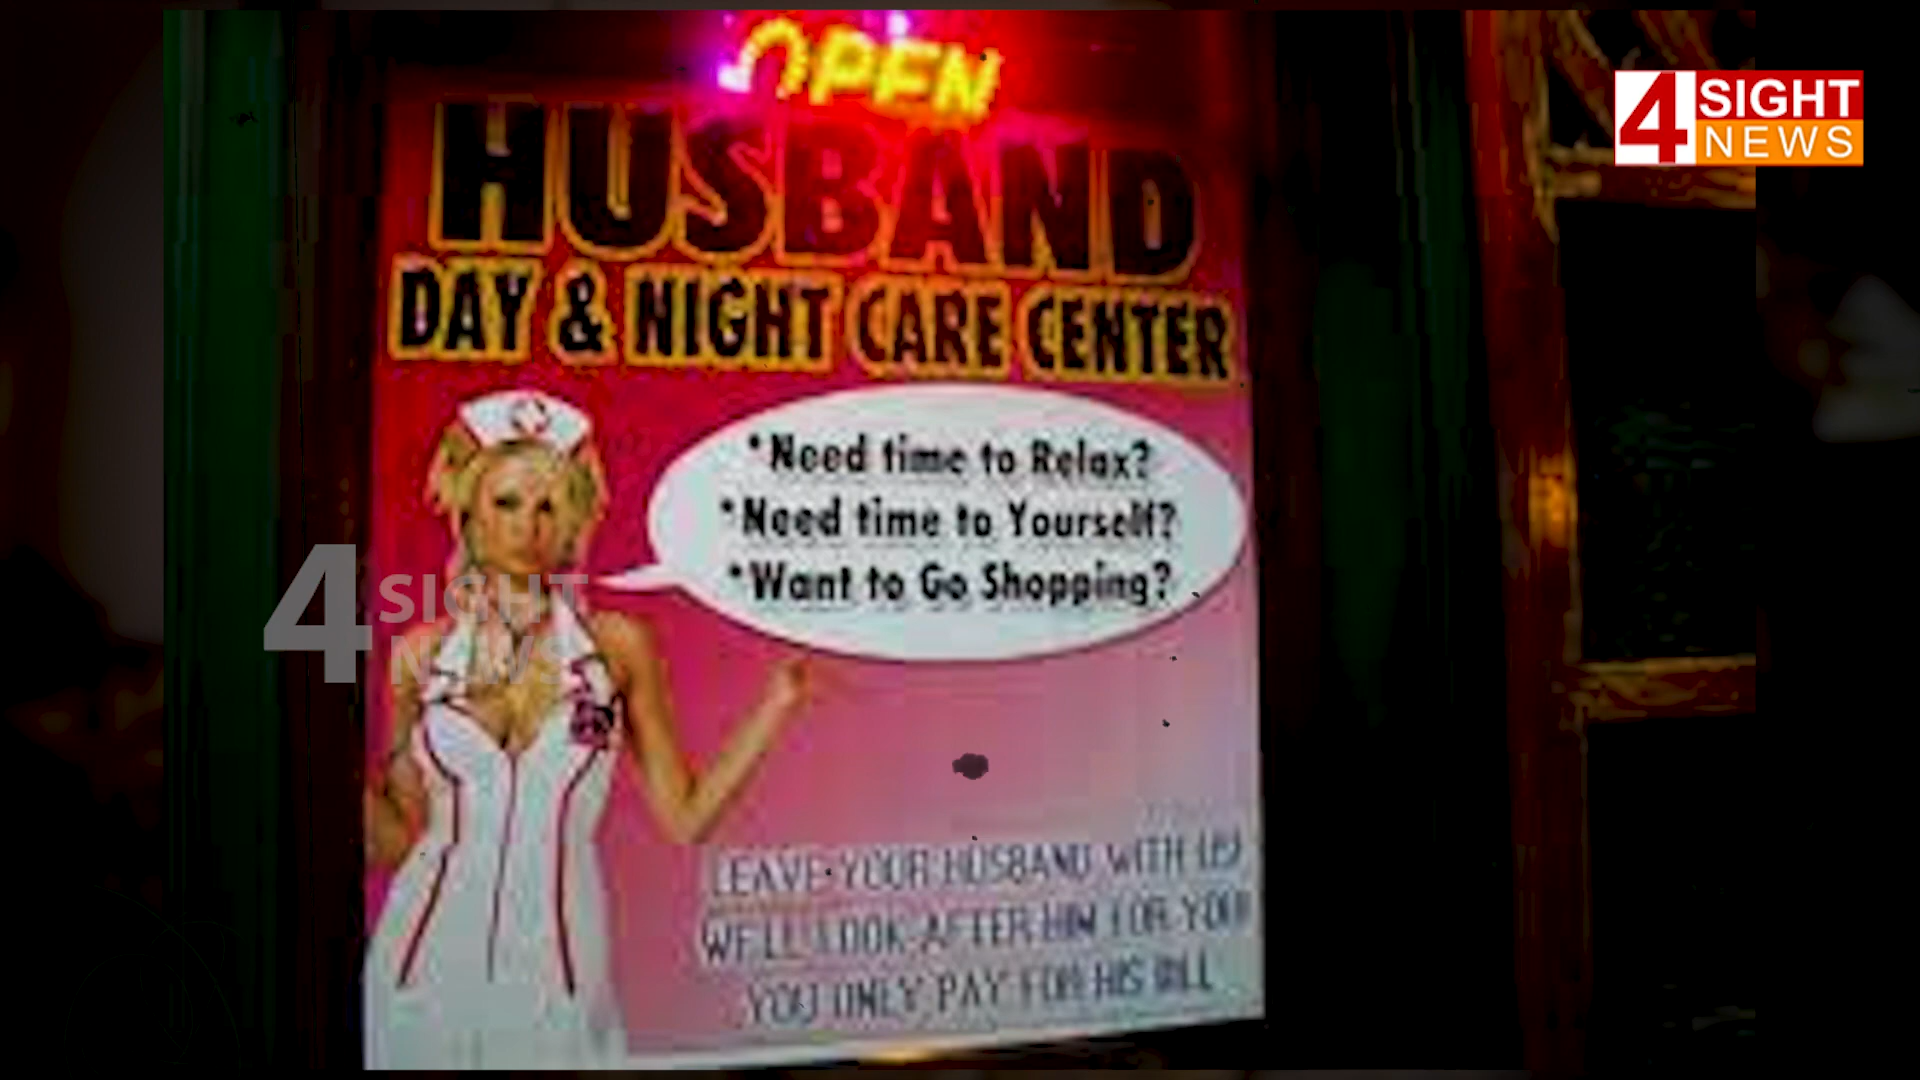 OPEN
4 SIGHT
NEWS
HUSBAND
DAY & NIGHT CARE CENTER
*Need time to Relax?
*Need time to Yourself?
*Want to Go Shopping?
4 SIGHT
NEWS
LEAVE YOUR HUSBAND WITH US!
WE'LL LOOK AFTER HIM FOR YOU!
YOU ONLY PAY FOR HIS BILL